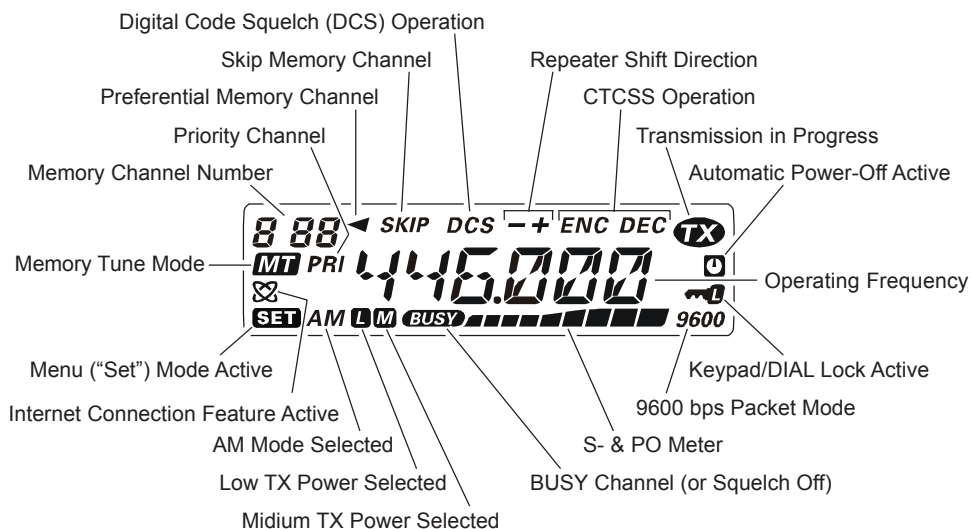 Digital Code Squelch (DCS) Operation
Skip Memory Channel
Repeater Shift Direction
Preferential Memory Channel
CTCSS Operation
Priority Channel
Transmission in Progress
Memory Channel Number
Automatic Power-Off Active
8 88 SKIP DCS - + ENC DEC TX
Memory Tune Mode
MT PRI 446.000
Operating Frequency
L
SET AM L M BUSY 9600
Menu (“Set”) Mode Active
Keypad/DIAL Lock Active
Internet Connection Feature Active
9600 bps Packet Mode
AM Mode Selected
S- & PO Meter
Low TX Power Selected
BUSY Channel (or Squelch Off)
Midium TX Power Selected